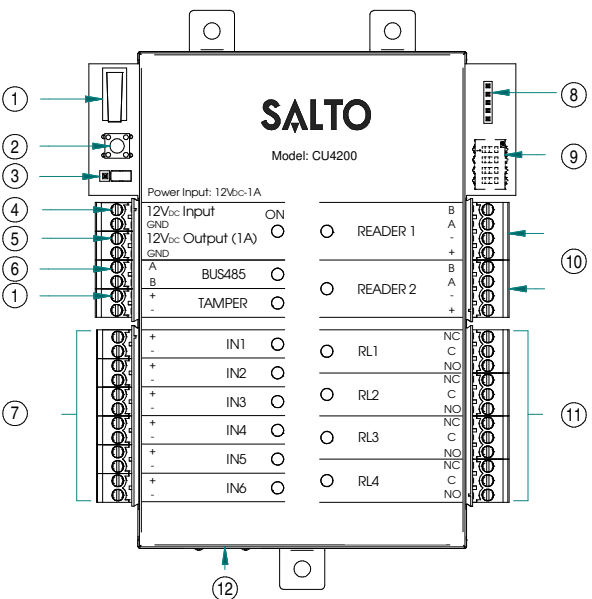 SALTO
Model: CU4200
Power Input: 12VDC-1A
1
2
3
4
5
6
1
7
12VDC Input
GND
12VDC Output (1A)
GND
ON
A
B
BUS485
+
-
TAMPER
+
-
IN1
+
-
IN2
+
-
IN3
+
-
IN4
+
-
IN5
+
-
IN6
READER 1
B
A
-
+
READER 2
B
A
-
+
RL1
NC
C
NO
RL2
NC
C
NO
RL3
NC
C
NO
RL4
NC
C
NO
8
9
10
11
12